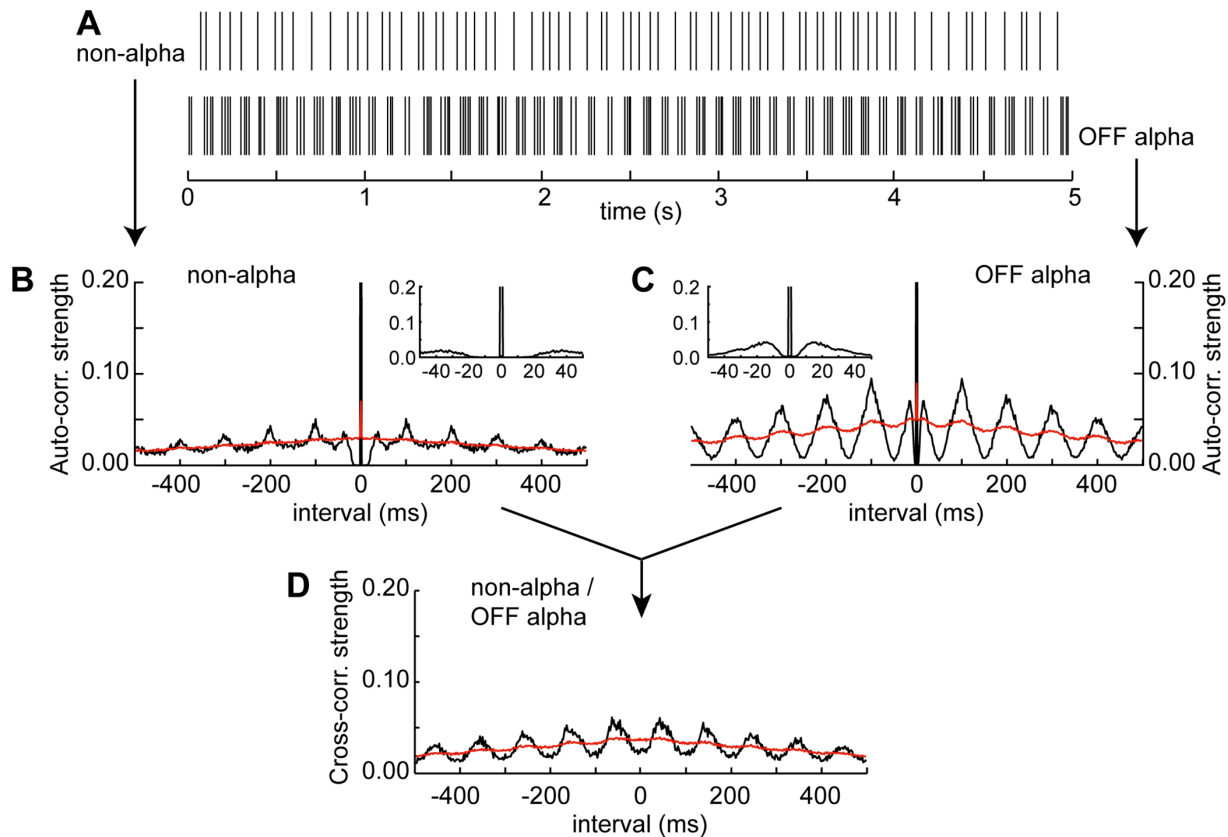 A
non-alpha
OFF alpha
0 1 2 3 4 5
time (s)
B
non-alpha
Auto-corr. strength
0.20
0.10
0.00
0.2
0.1
0.0
-40 -20 0 20 40
-400 -200 0 200 400
interval (ms)
C
OFF alpha
Auto-corr. strength
0.20
0.10
0.00
0.2
0.1
0.0
-40 -20 0 20 40
-400 -200 0 200 400
interval (ms)
D
non-alpha /
OFF alpha
Cross-corr. strength
0.20
0.10
0.00
-400 -200 0 200 400
interval (ms)